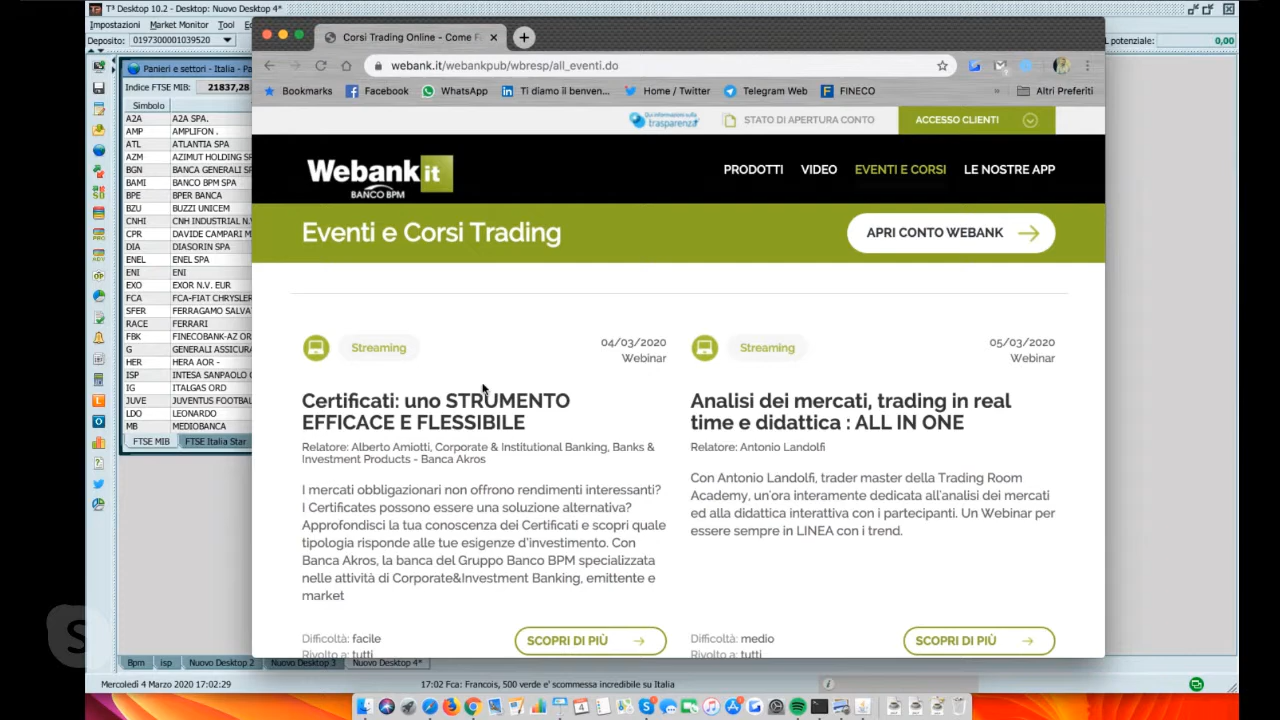 T³ Desktop 10.2 - Desktop: Nuovo Desktop 4*
Impostazioni Market Monitor Tool
Deposito: 0197300001039520
L potenziale: 0,00
Panieri e settori - Italia - Pa
Indice FTSE MIB: 21837,28
Simbolo
A2A A2A SPA.
AMP AMPLIFON .
ATL ATLANTIA SPA
AZM AZIMUT HOLDING SP
BGN BANCA GENERALI SP
BAMI BANCO BPM SPA
BPE BPER BANCA
BZU BUZZI UNICEM
CNHI CNH INDUSTRIAL N.V
CPR DAVIDE CAMPARI M
DIA DIASORIN SPA
ENEL ENEL SPA
ENI ENI
EXO EXOR N.V. EUR
FCA FCA-FIAT CHRYSLER
SFER FERRAGAMO SALVA
RACE FERRARI
FBK FINECOBANK-AZ OR
G GENERALI ASSICURA
HER HERA AOR -
ISP INTESA SANPAOLO
IG ITALGAS ORD
JUVE JUVENTUS FOOTBAL
LDO LEONARDO
MB MEDIOBANCA
FTSE MIB FTSE Italia Star
Corsi Trading Online - Come F
webank.it/webankpub/wbresp/all_eventi.do
Bookmarks Facebook WhatsApp Ti diamo il benven... Home / Twitter Telegram Web FINECO » Altri Preferiti
Qui informazioni sulla
trasparenza STATO DI APERTURA CONTO ACCESSO CLIENTI
Webank it
BANCO BPM
PRODOTTI VIDEO EVENTI E CORSI LE NOSTRE APP
Eventi e Corsi Trading
APRI CONTO WEBANK
Streaming
04/03/2020
Webinar
Certificati: uno STRUMENTO
EFFICACE E FLESSIBILE
Relatore: Alberto Amiotti, Corporate & Institutional Banking, Banks &
Investment Products - Banca Akros
I mercati obbligazionari non offrono rendimenti interessanti?
I Certificates possono essere una soluzione alternativa?
Approfondisci la tua conoscenza dei Certificati e scopri quale
tipologia risponde alle tue esigenze d'investimento. Con
Banca Akros, la banca del Gruppo Banco BPM specializzata
nelle attività di Corporate&Investment Banking, emittente e
market
Difficoltà: facile
Rivolto a: tutti
SCOPRI DI PIÙ
Streaming
05/03/2020
Webinar
Analisi dei mercati, trading in real
time e didattica : ALL IN ONE
Relatore: Antonio Landolfi
Con Antonio Landolfi, trader master della Trading Room
Academy, un'ora interamente dedicata all'analisi dei mercati
ed alla didattica interattiva con i partecipanti. Un Webinar per
essere sempre in LINEA con i trend.
Difficoltà: medio
Rivolto a: tutti
SCOPRI DI PIÙ
Bpm isp Nuovo Desktop 2 Nuovo Desktop 3 Nuovo Desktop 4*
Mercoledì 4 Marzo 2020 17:02:29 17:02 Fca: Francois, 500 verde e' scommessa incredibile su Italia